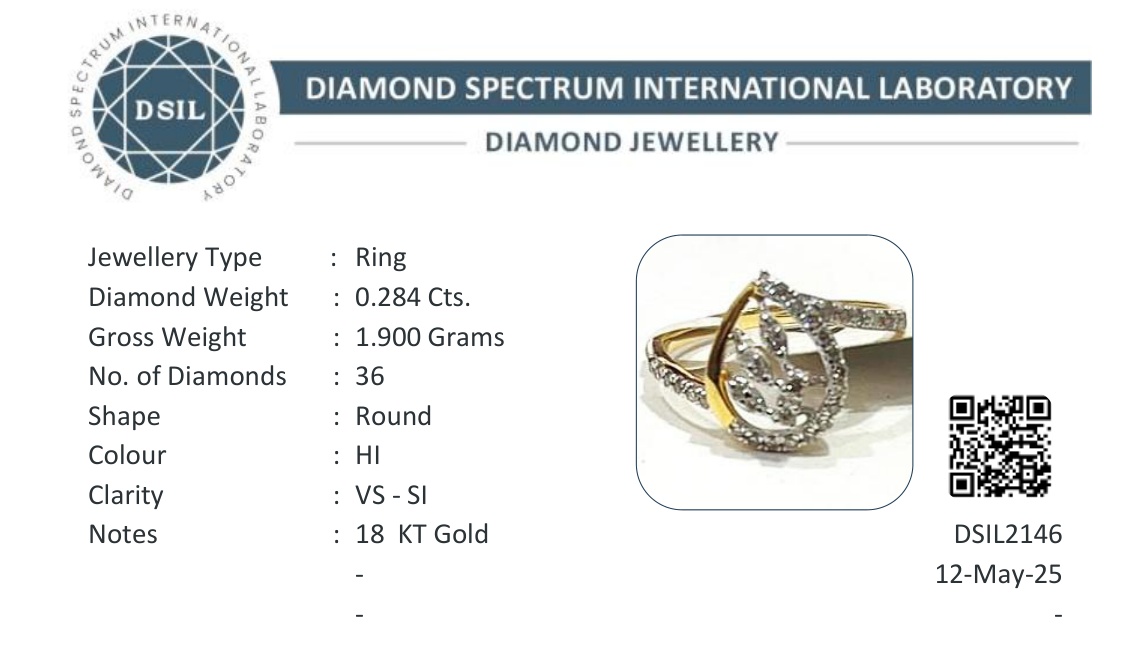 DIAMOND SPECTRUM INTERNATIONAL LABORATORY
DSIL
DIAMOND SPECTRUM INTERNATIONAL LABORATORY
DIAMOND JEWELLERY
Jewellery Type : Ring
Diamond Weight : 0.284 Cts.
Gross Weight : 1.900 Grams
No. of Diamonds : 36
Shape : Round
Colour : HI
Clarity : VS - SI
Notes : 18 KT Gold
-
-
DSIL2146
12-May-25
-